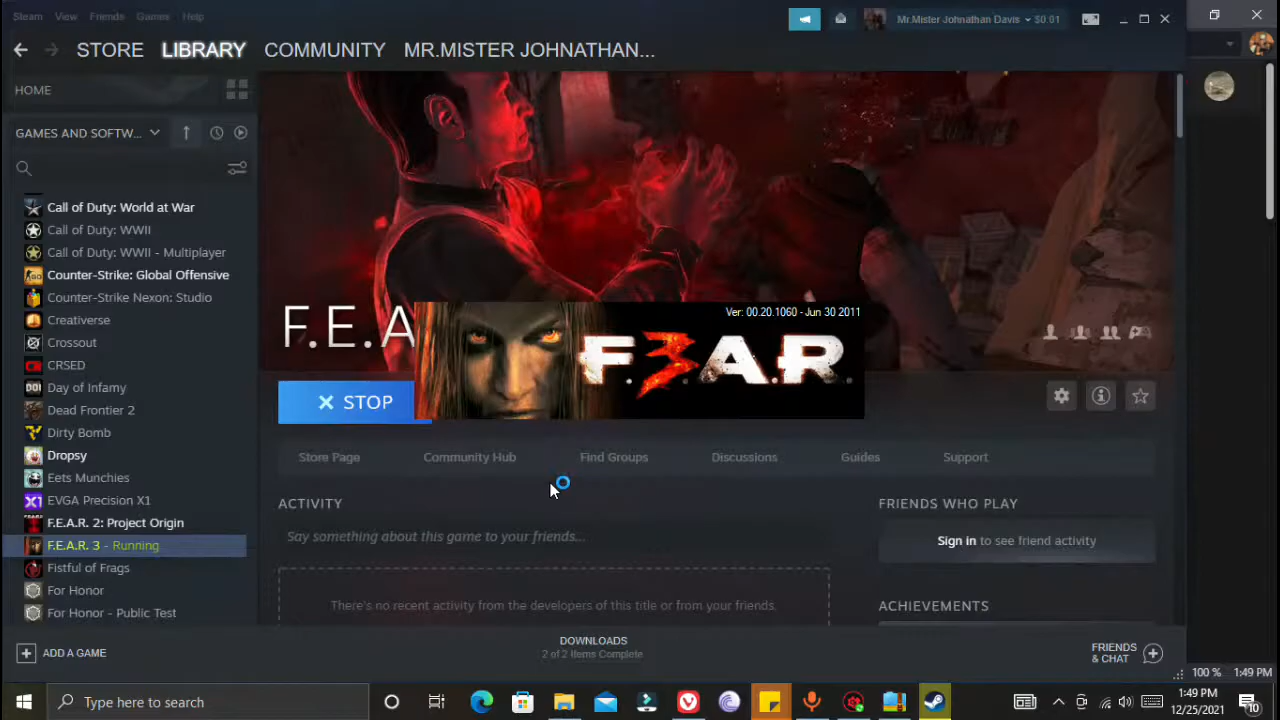 Steam View Friends Games Help
Mr.Mister Johnathan Davis $0.01
STORE LIBRARY COMMUNITY MR.MISTER JOHNATHAN...
HOME
GAMES AND SOFTW...
Call of Duty: World at War
Call of Duty: WWII
Call of Duty: WWII - Multiplayer
Counter-Strike: Global Offensive
Counter-Strike Nexon: Studio
Creativerse
Crossout
CRSED
Day of Infamy
Dead Frontier 2
Dirty Bomb
Dropsy
Eets Munchies
EVGA Precision X1
F.E.A.R. 2: Project Origin
F.E.A.R. 3 - Running
Fistful of Frags
For Honor
For Honor - Public Test
F.E.A
Ver: 00.20.1060 - Jun 30 2011
F.3.A.R.
STOP
Store Page Community Hub Find Groups Discussions Guides Support
ACTIVITY
Say something about this game to your friends...
There's no recent activity from the developers of this title or from your friends.
FRIENDS WHO PLAY
Sign in to see friend activity
ACHIEVEMENTS
ADD A GAME
DOWNLOADS
2 of 2 Items Complete
FRIENDS
& CHAT
100 % 1:49 PM
Type here to search
1:49 PM
12/25/2021
10